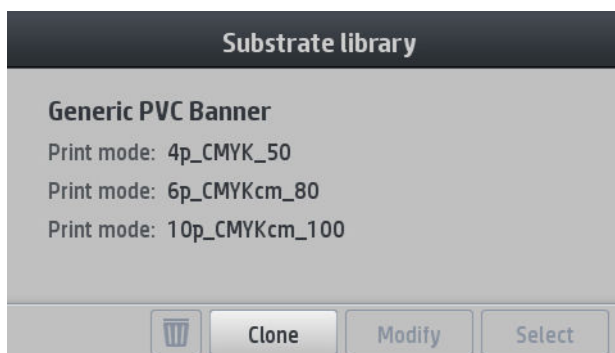 Substrate library
Generic PVC Banner
Print mode: 4p_CMYK_50
Print mode: 6p_CMYKcm_80
Print mode: 10p_CMYKcm_100
Clone Modify Select